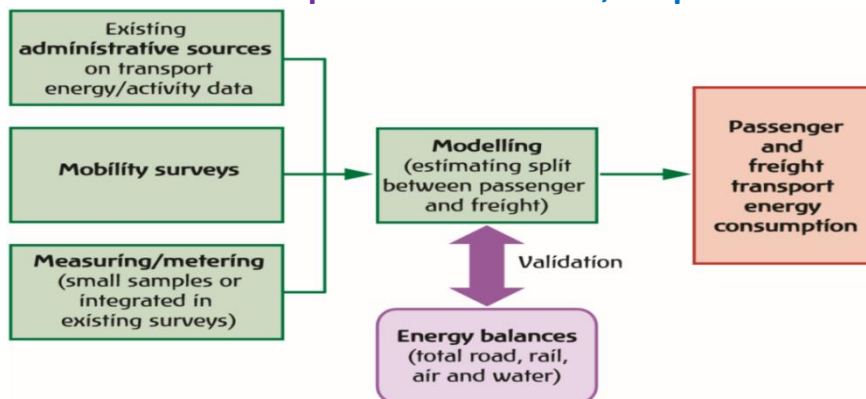 Existing
administrative sources
on transport
energy/activity data
Mobility surveys
Measuring/metering
(small samples or
integrated in
existing surveys)
Modelling
(estimating split
between passenger
and freight)
Validation
Energy balances
(total road, rail,
air and water)
Passenger
and
freight
transport
energy
consumption